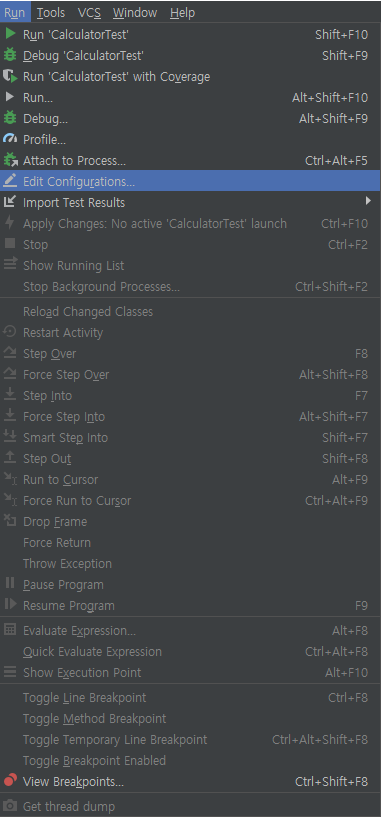 Run Tools VCS Window Help
Run 'CalculatorTest' Shift+F10
Debug 'CalculatorTest' Shift+F9
Run 'CalculatorTest' with Coverage
Run... Alt+Shift+F10
Debug... Alt+Shift+F9
Profile...
Attach to Process... Ctrl+Alt+F5
Edit Configurations...
Import Test Results
Apply Changes: No active 'CalculatorTest' launch Ctrl+F10
Stop Ctrl+F2
Show Running List
Stop Background Processes... Ctrl+Shift+F2
Reload Changed Classes
Restart Activity
Step Over F8
Force Step Over Alt+Shift+F8
Step Into F7
Force Step Into Alt+Shift+F7
Smart Step Into Shift+F7
Step Out Shift+F8
Run to Cursor Alt+F9
Force Run to Cursor Ctrl+Alt+F9
Drop Frame
Force Return
Throw Exception
Pause Program
Resume Program F9
Evaluate Expression... Alt+F8
Quick Evaluate Expression Ctrl+Alt+F8
Show Execution Point Alt+F10
Toggle Line Breakpoint Ctrl+F8
Toggle Method Breakpoint
Toggle Temporary Line Breakpoint Ctrl+Alt+Shift+F8
Toggle Breakpoint Enabled
View Breakpoints... Ctrl+Shift+F8
Get thread dump